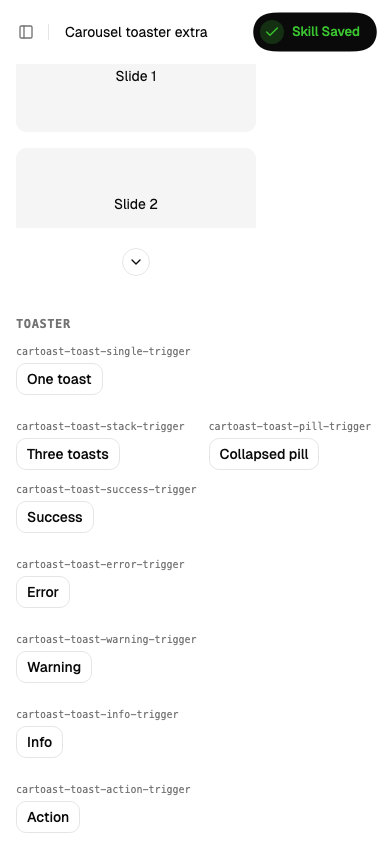 Carousel toaster extra
Skill Saved
Slide 1
Slide 2
TOASTER
cartoast-toast-single-trigger
One toast
cartoast-toast-stack-trigger
Three toasts
cartoast-toast-pill-trigger
Collapsed pill
cartoast-toast-success-trigger
Success
cartoast-toast-error-trigger
Error
cartoast-toast-warning-trigger
Warning
cartoast-toast-info-trigger
Info
cartoast-toast-action-trigger
Action